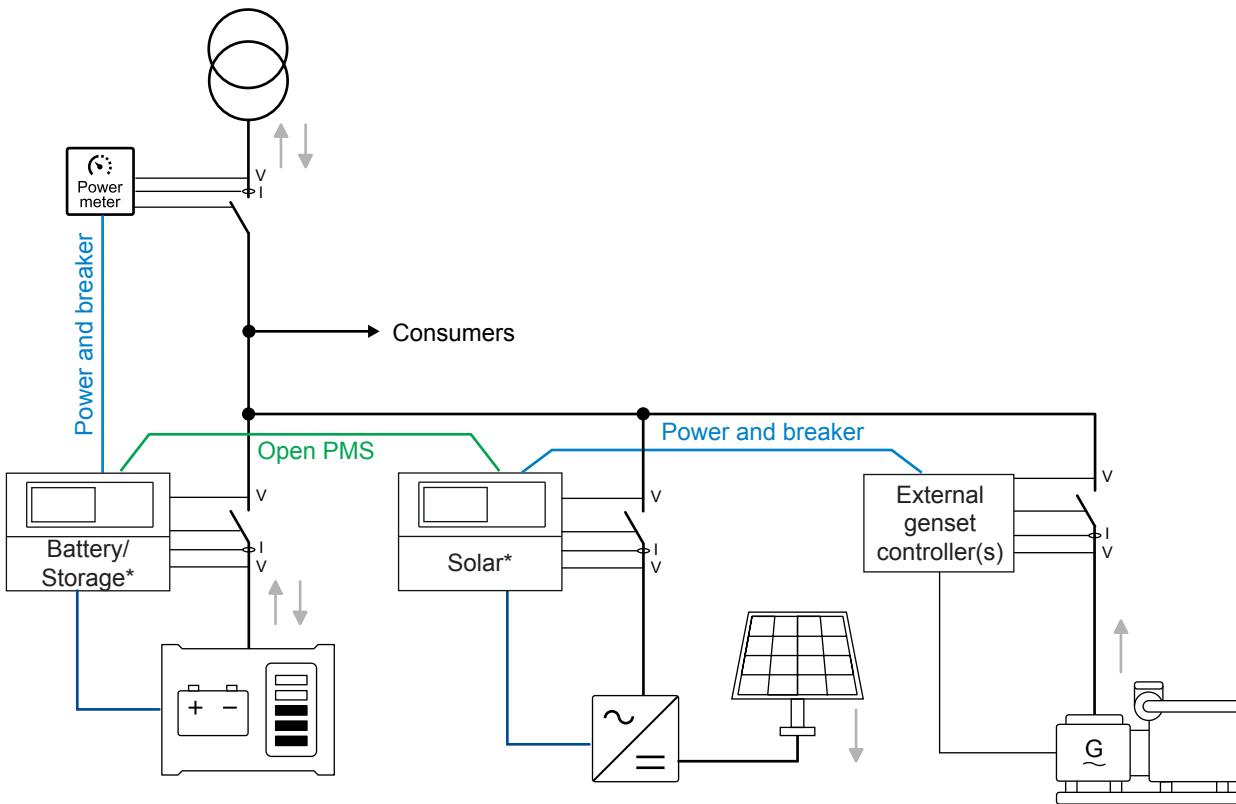 V
I
Power
meter
Power and breaker
Consumers
Open PMS
Power and breaker
Battery/
Storage*
V
I
V
Solar*
V
I
V
External
genset
controller(s)
V
I
V
+ −
G
~